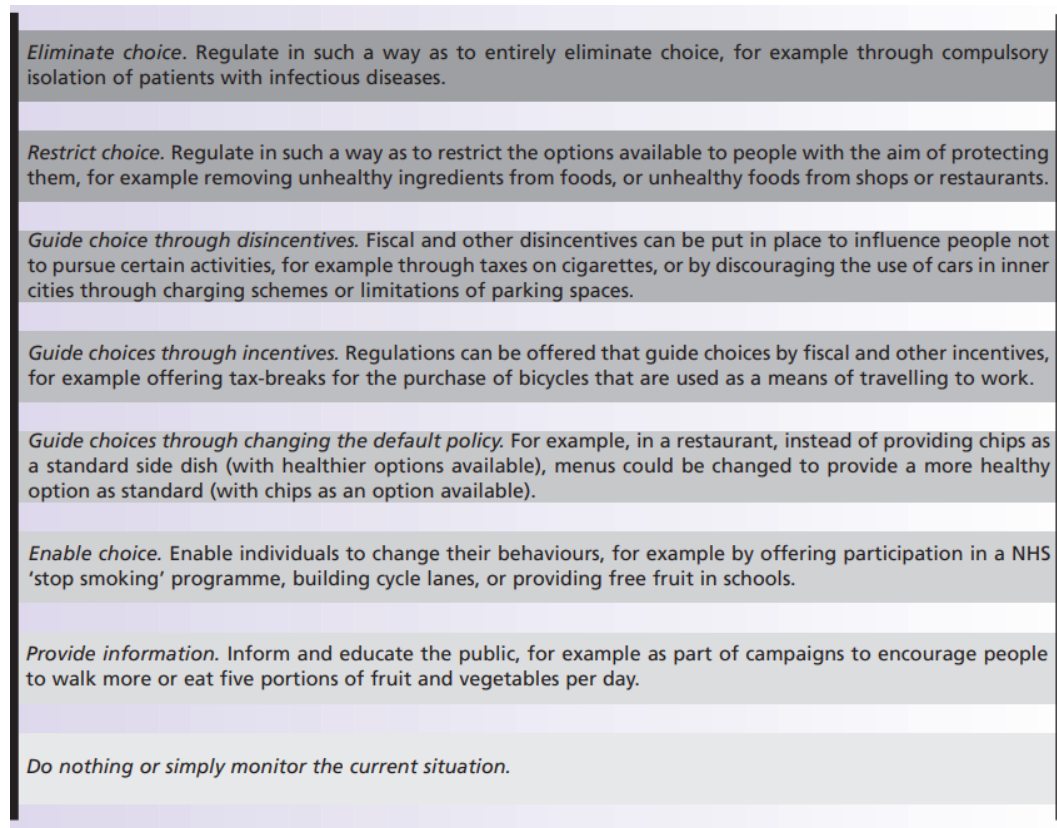 Eliminate choice. Regulate in such a way as to entirely eliminate choice, for example through compulsory
isolation of patients with infectious diseases.
Restrict choice. Regulate in such a way as to restrict the options available to people with the aim of protecting
them, for example removing unhealthy ingredients from foods, or unhealthy foods from shops or restaurants.
Guide choice through disincentives. Fiscal and other disincentives can be put in place to influence people not
to pursue certain activities, for example through taxes on cigarettes, or by discouraging the use of cars in inner
cities through charging schemes or limitations of parking spaces.
Guide choices through incentives. Regulations can be offered that guide choices by fiscal and other incentives,
for example offering tax-breaks for the purchase of bicycles that are used as a means of travelling to work.
Guide choices through changing the default policy. For example, in a restaurant, instead of providing chips as
a standard side dish (with healthier options available), menus could be changed to provide a more healthy
option as standard (with chips as an option available).
Enable choice. Enable individuals to change their behaviours, for example by offering participation in a NHS
‘stop smoking’ programme, building cycle lanes, or providing free fruit in schools.
Provide information. Inform and educate the public, for example as part of campaigns to encourage people
to walk more or eat five portions of fruit and vegetables per day.
Do nothing or simply monitor the current situation.